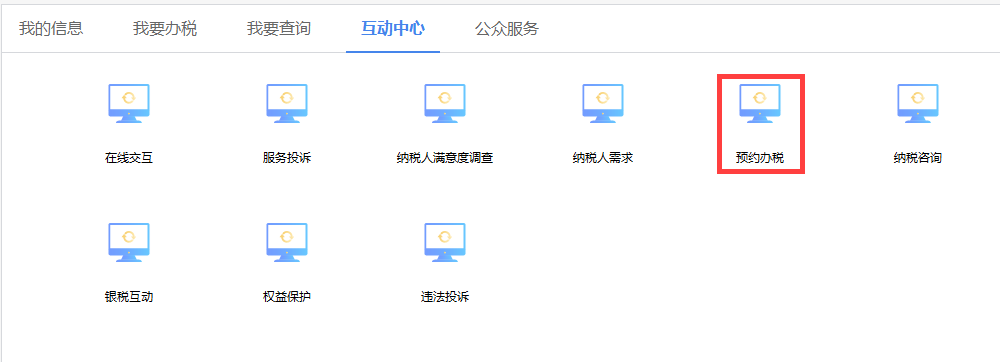 我的信息 我要办税 我要查询 互动中心 公众服务
在线交互 服务投诉 纳税人满意度调查 纳税人需求 预约办税 纳税咨询
银税互动 权益保护 违法投诉